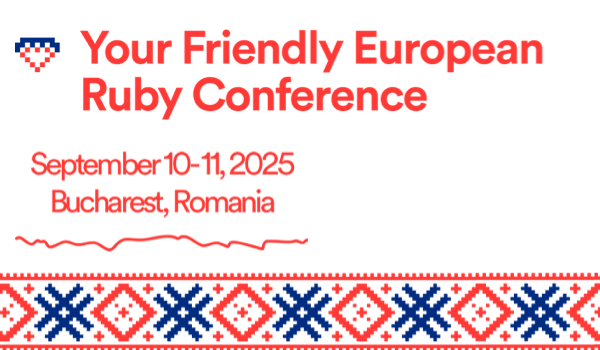 Your Friendly European
Ruby Conference
September 10-11, 2025
Bucharest, Romania